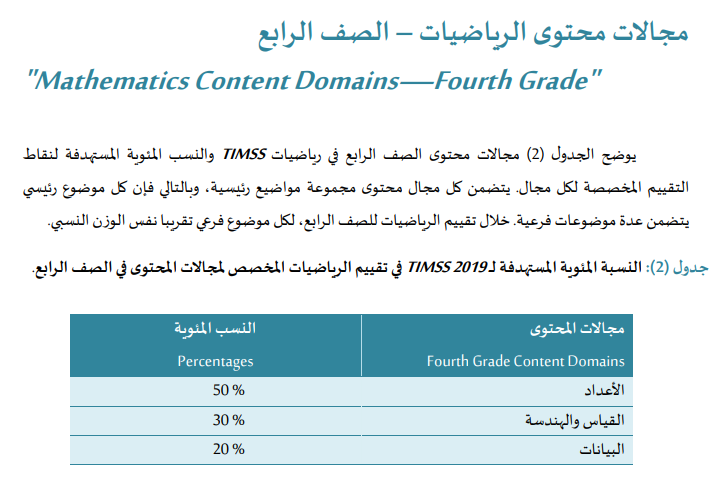 مجالات محتوى الرياضيات – الصف الرابع
"Mathematics Content Domains—Fourth Grade"
يوضح الجدول (2) مجالات محتوى الصف الرابع في رياضيات TIMSS والنسب المئوية المستهدفة لنقاط
التقييم المخصصة لكل مجال. يتضمن كل مجال محتوى مجموعة مواضيع رئيسية، وبالتالي فإن كل موضوع رئيسي
يتضمن عدة موضوعات فرعية. خلال تقييم الرياضيات للصف الرابع، لكل موضوع فرعي تقريبا نفس الوزن النسبي.
جدول (2): النسبة المئوية المستهدفة لـ TIMSS 2019 في تقييم الرياضيات المخصص لمجالات المحتوى في الصف الرابع.
مجالات المحتوى النسب المئوية
Fourth Grade Content Domains Percentages
الأعداد 50 %
القياس والهندسة 30 %
البيانات 20 %